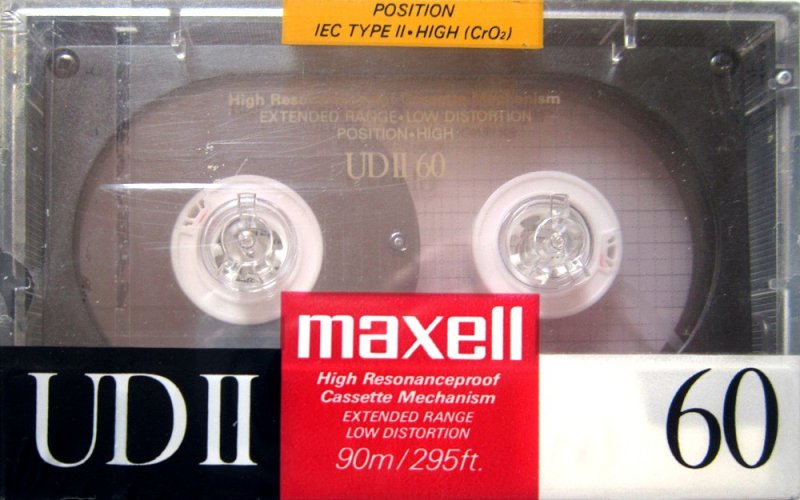 POSITION
IEC TYPE II•HIGH (CrO₂)
High Resonanceproof Cassette Mechanism
EXTENDED RANGE•LOW DISTORTION
POSITION•HIGH
UD II 60
maxell
High Resonanceproof
Cassette Mechanism
EXTENDED RANGE
LOW DISTORTION
90m/295ft.
UD II
60